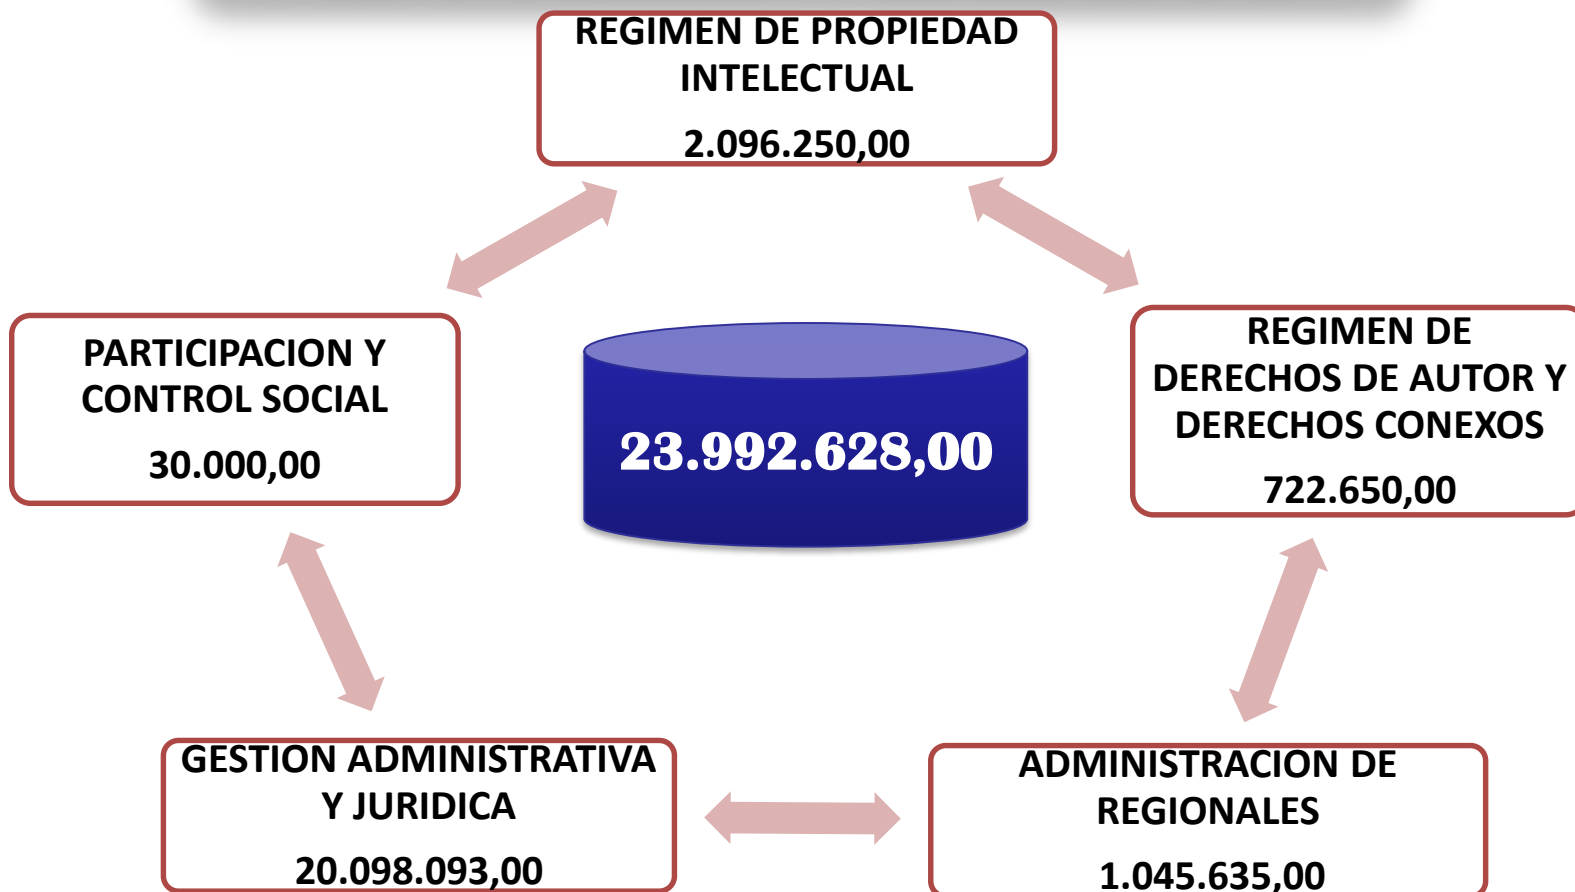 REGIMEN DE PROPIEDAD
INTELECTUAL
2.096.250,00
REGIMEN DE
DERECHOS DE AUTOR Y
DERECHOS CONEXOS
722.650,00
ADMINISTRACION DE
REGIONALES
1.045.635,00
GESTION ADMINISTRATIVA
Y JURIDICA
20.098.093,00
PARTICIPACION Y
CONTROL SOCIAL
30.000,00
23.992.628,00